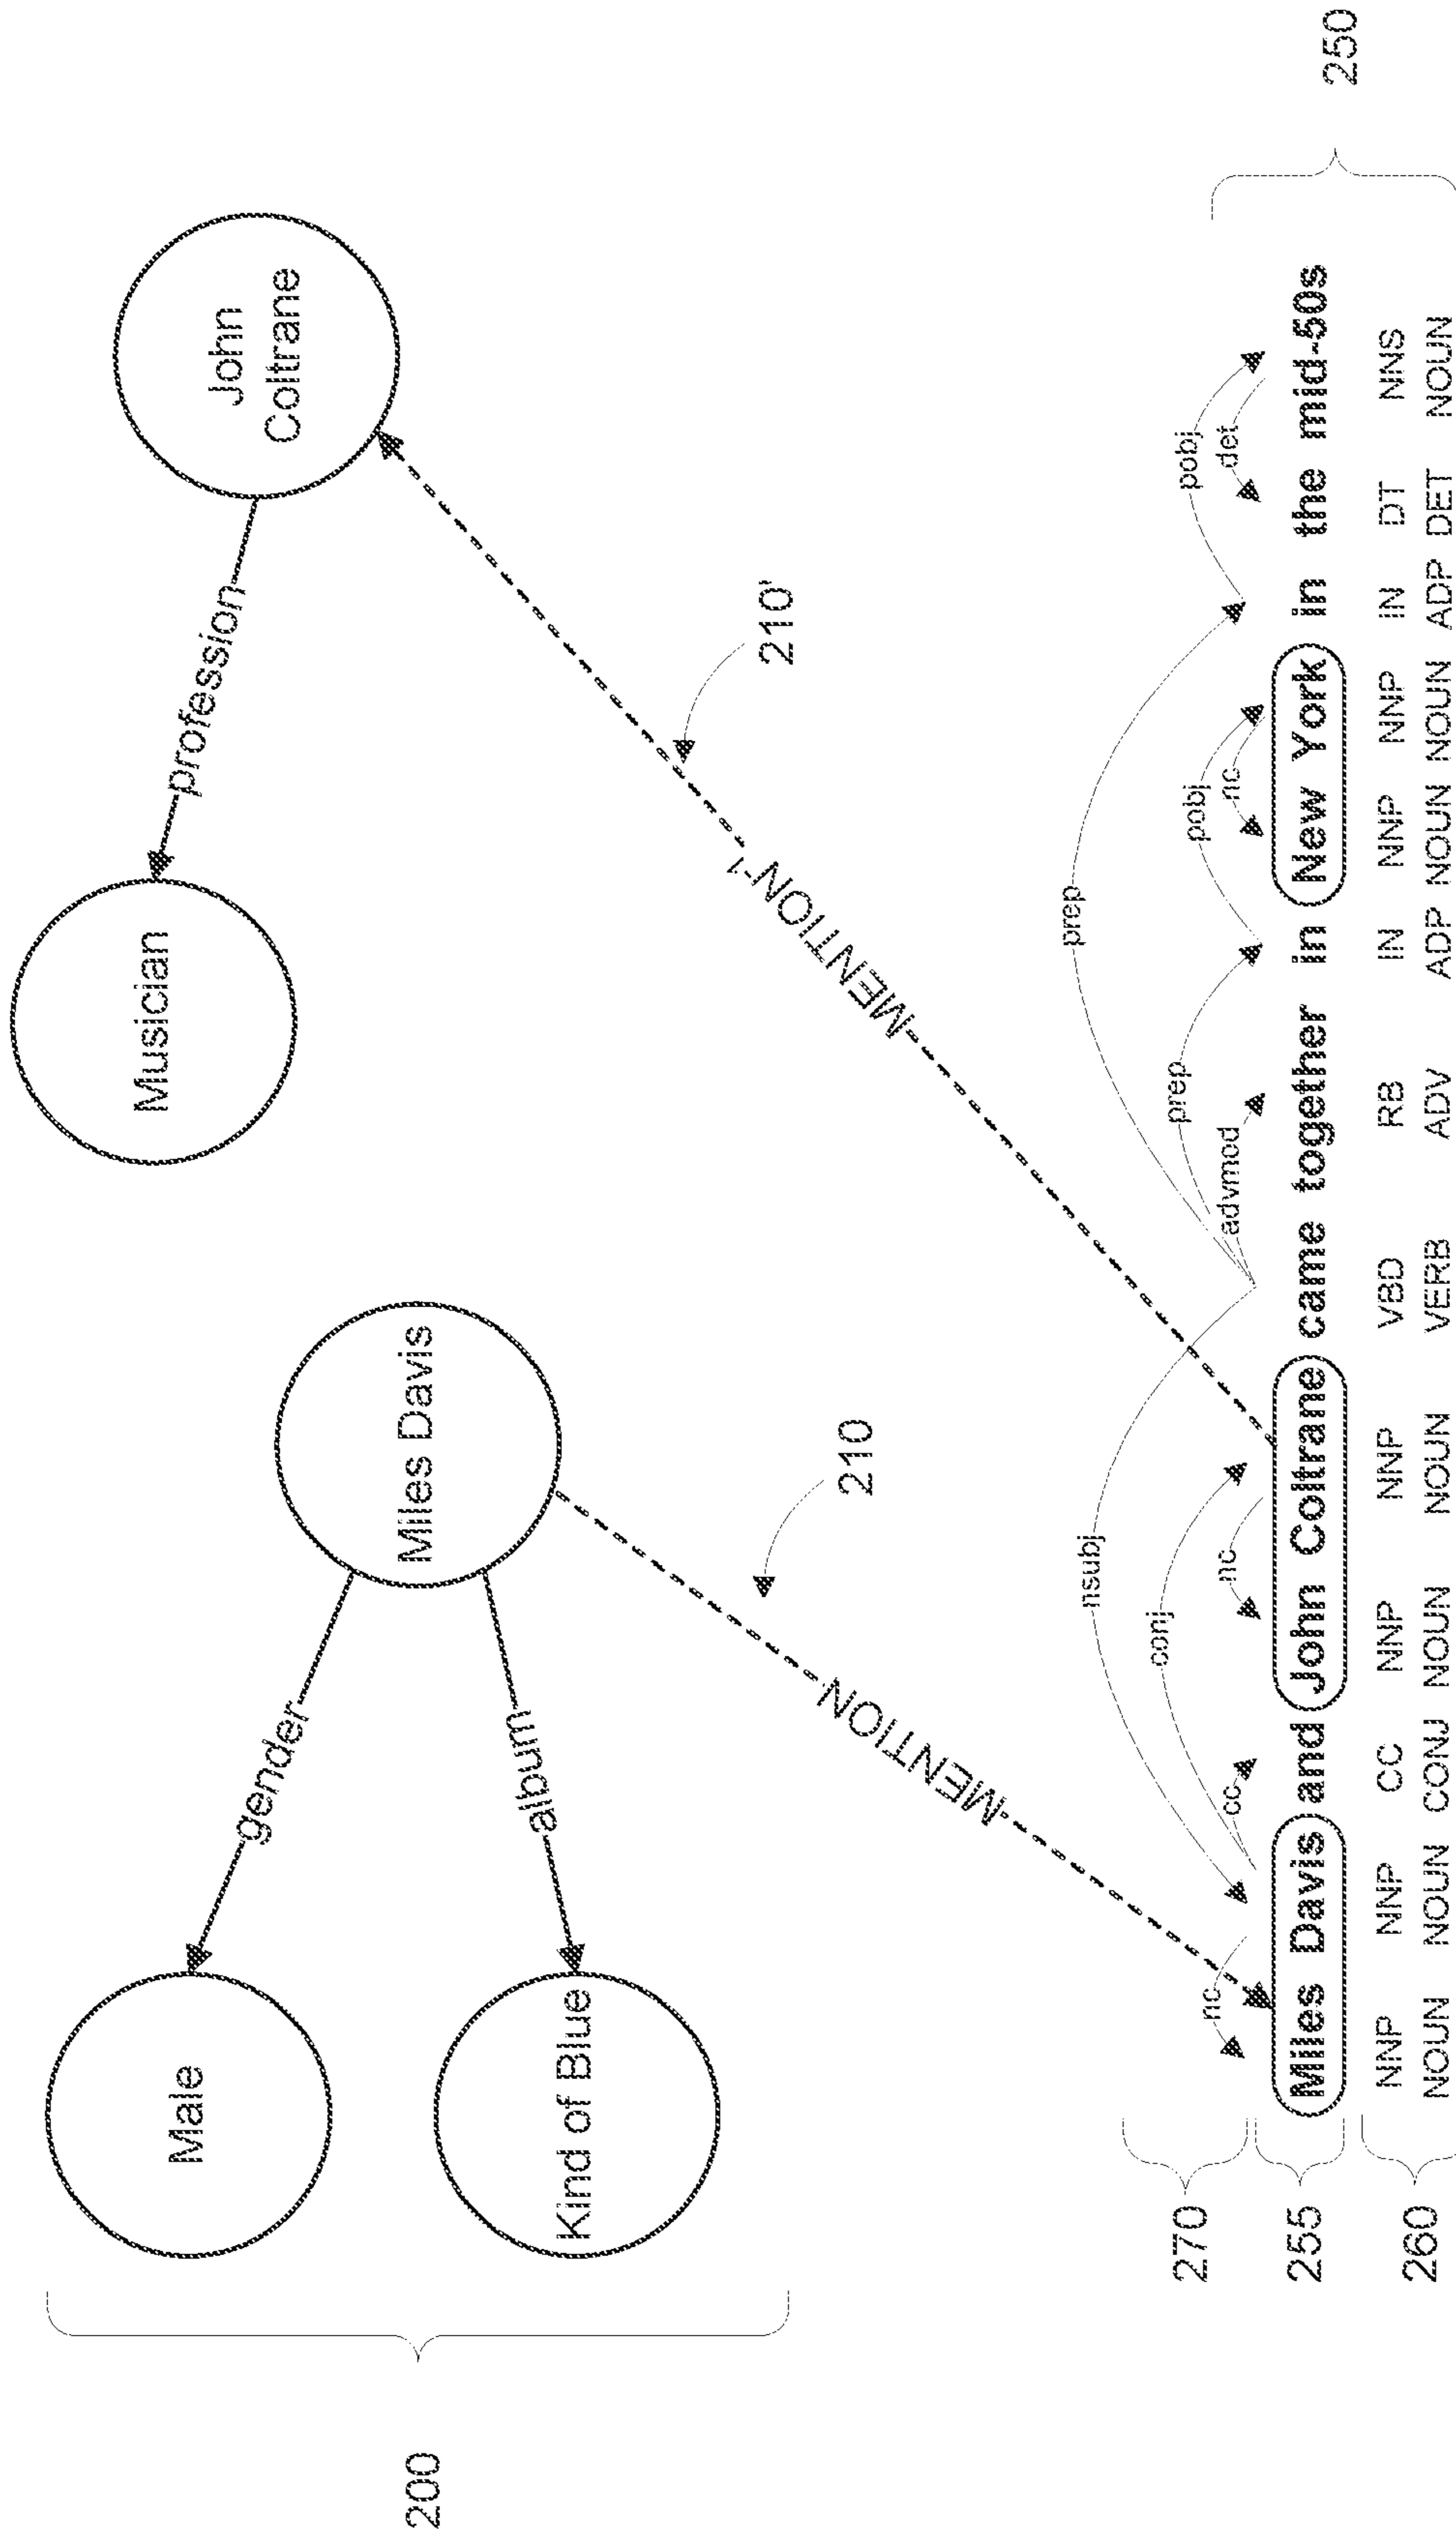 200
Male
gender
Kind of Blue
album
Miles Davis
Musician
profession
John
Coltrane
MENTION
210
MENTION⁻¹
210'
270
nc
nsubj
cc
conj
nc
advmod
prep
prep
pobj
nc
pobj
det
255
Miles Davis and John Coltrane came together in New York in the mid-50s
250
260
NNP NNP CC NNP NNP VBD RB IN NNP NNP IN DT NNS
NOUN NOUN CONJ NOUN NOUN VERB ADV ADP NOUN NOUN ADP DET NOUN